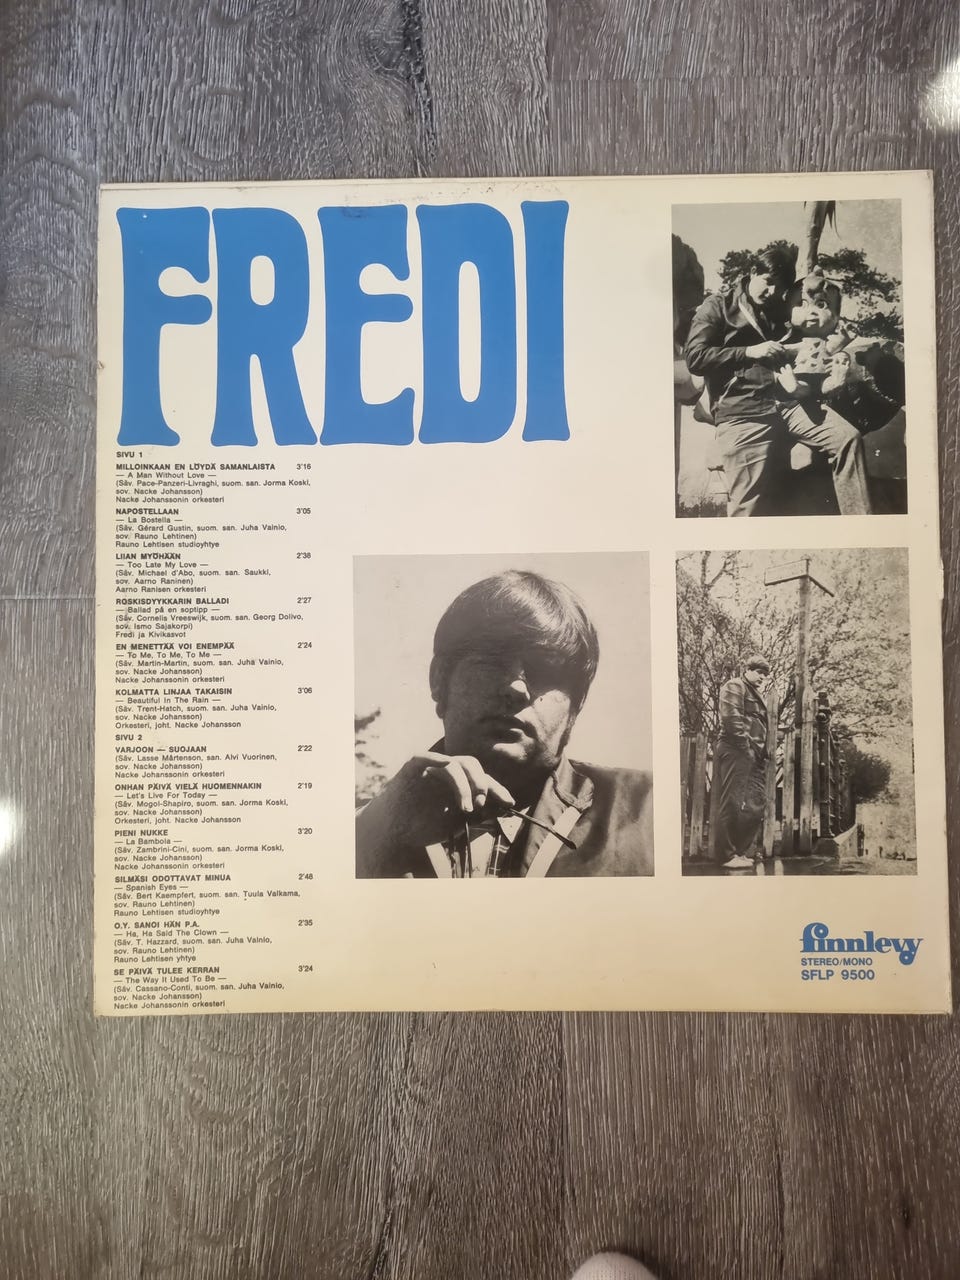 FREDI
SIVU 1
MILLOINKAAN EN LÖYDÄ SAMANLAISTA 3'16
— A Man Without Love —
(Säv. Pace-Panzeri-Livraghi, suom. san. Jorma Koski,
sov. Nacke Johansson)
Nacke Johanssonin orkesteri
NAPOSTELLAAN 3'05
— La Bostella —
(Säv. Gérard Gustin, suom. san. Juha Vainio,
sov. Rauno Lehtinen)
Rauno Lehtisen studioyhtye
LIIAN MYÖHÄÄN 2'38
— Too Late My Love —
(Säv. Michael d'Abo, suom. san. Saukki,
sov. Aarno Raninen)
Aarno Ranisen orkesteri
ROSKISDYYKKARIN BALLADI 2'27
— Ballad på en soptipp —
(Säv. Cornelis Vreeswijk, suom. san. Georg Dolivo,
sov. Ismo Sajakorpi)
Fredi ja Kivikasvot
EN MENETTÄÄ VOI ENEMPÄÄ 2'24
— To Me, To Me, To Me —
(Säv. Martin-Martin, suom. san. Juha Vainio,
sov. Nacke Johansson)
Nacke Johanssonin orkesteri
KOLMATTA LINJAA TAKAISIN 3'06
— Beautiful In The Rain —
(Säv. Trent-Hatch, suom. san. Juha Vainio,
sov. Nacke Johansson)
Orkesteri, joht. Nacke Johansson
SIVU 2
VARJOON — SUOJAAN 2'22
(Säv. Lasse Mårtenson, san. Alvi Vuorinen,
sov. Nacke Johansson)
Nacke Johanssonin orkesteri
ONHAN PÄIVÄ VIELÄ HUOMENNAKIN 2'19
— Let's Live For Today —
(Säv. Mogol-Shapiro, suom. san. Jorma Koski,
sov. Nacke Johansson)
Orkesteri, joht. Nacke Johansson
PIENI NUKKE 3'20
— La Bambola —
(Säv. Zambrini-Cini, suom. san. Jorma Koski,
sov. Nacke Johansson)
Nacke Johanssonin orkesteri
SILMÄSI ODOTTAVAT MINUA 2'48
— Spanish Eyes —
(Säv. Bert Kaempfert, suom. san. Tuula Valkama,
sov. Rauno Lehtinen)
Rauno Lehtisen studioyhtye
O.Y. SANOI HÄN P.A. 2'35
— Ha, Ha Said The Clown —
(Säv. T. Hazzard, suom. san. Juha Vainio,
sov. Rauno Lehtinen)
Rauno Lehtisen yhtye
SE PÄIVÄ TULEE KERRAN 3'24
— The Way It Used To Be —
(Säv. Cassano-Conti, suom. san. Juha Vainio,
sov. Nacke Johansson)
Nacke Johanssonin orkesteri
finnlevy
STEREO/MONO
SFLP 9500